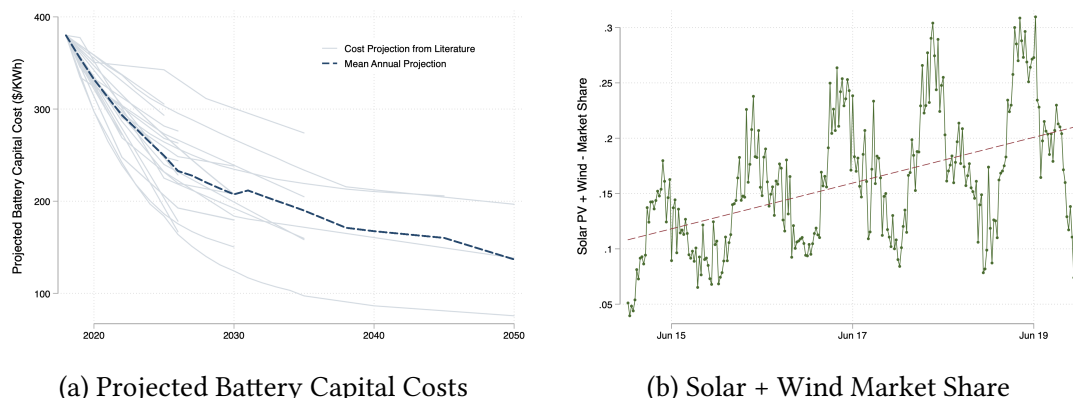 Projected Battery Capital Cost ($/KWh)
400
300
200
100
2020
2030
2040
2050
Cost Projection from Literature
Mean Annual Projection
(a) Projected Battery Capital Costs
Solar PV + Wind - Market Share
.3
.25
.2
.15
.1
.05
Jun 15
Jun 17
Jun 19
(b) Solar + Wind Market Share